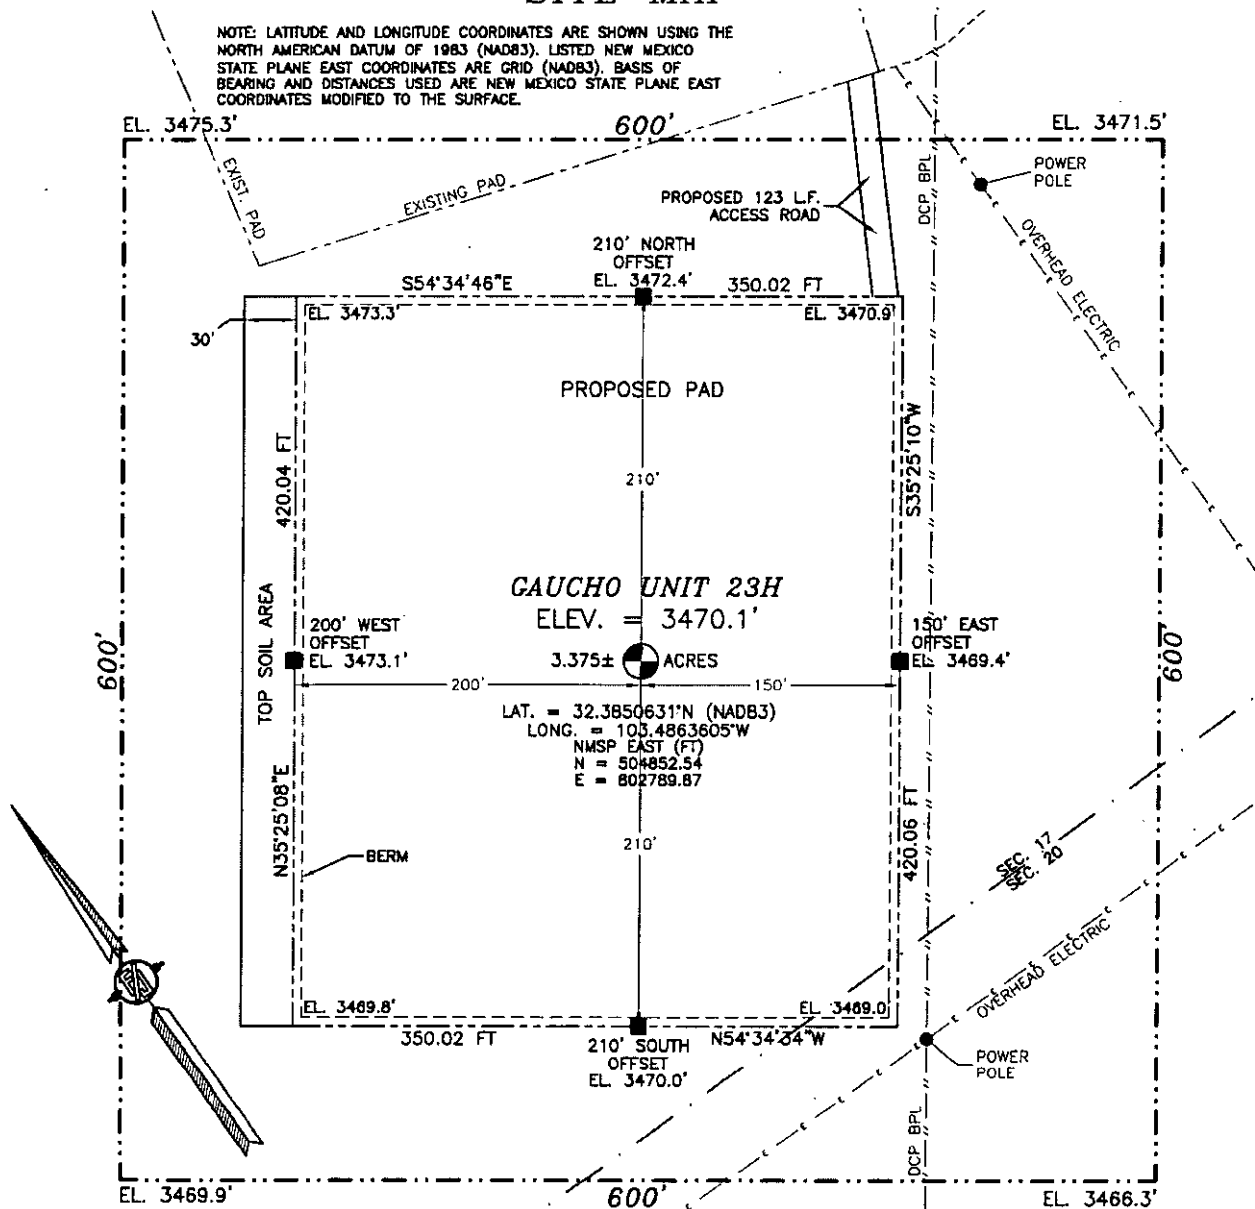 SITE MAP
NOTE: LATITUDE AND LONGITUDE COORDINATES ARE SHOWN USING THE
NORTH AMERICAN DATUM OF 1983 (NAD83). LISTED NEW MEXICO
STATE PLANE EAST COORDINATES ARE GRID (NAD83). BASIS OF
BEARING AND DISTANCES USED ARE NEW MEXICO STATE PLANE EAST
COORDINATES MODIFIED TO THE SURFACE.
EL. 3475.3'
600'
EL. 3471.5'
EXIST. PAD
EXISTING PAD
PROPOSED 123 L.F.
ACCESS ROAD
DCP BPL
POWER
POLE
OVERHEAD ELECTRIC
210' NORTH
OFFSET
EL. 3472.4'
S54°34'46"E
350.02 FT
30'
EL. 3473.3'
EL. 3470.9'
PROPOSED PAD
420.04 FT
210'
S35°25'10"W
GAUCHO UNIT 23H
ELEV. = 3470.1'
TOP SOIL AREA
200' WEST
OFFSET
EL. 3473.1'
3.375± ACRES
150' EAST
OFFSET
EL. 3469.4'
600'
600'
200'
150'
LAT. = 32.3850631°N (NAD83)
LONG. = 103.4863605°W
NMSP EAST (FT)
N = 504852.54
E = 802789.87
N35°25'08"E
BERM
210'
420.06 FT
SEC. 17
SEC. 20
OVERHEAD ELECTRIC
EL. 3469.8'
EL. 3469.0'
350.02 FT
210' SOUTH
OFFSET
EL. 3470.0'
N54°34'34"W
POWER
POLE
DCP BPL
EL. 3469.9'
600'
EL. 3466.3'